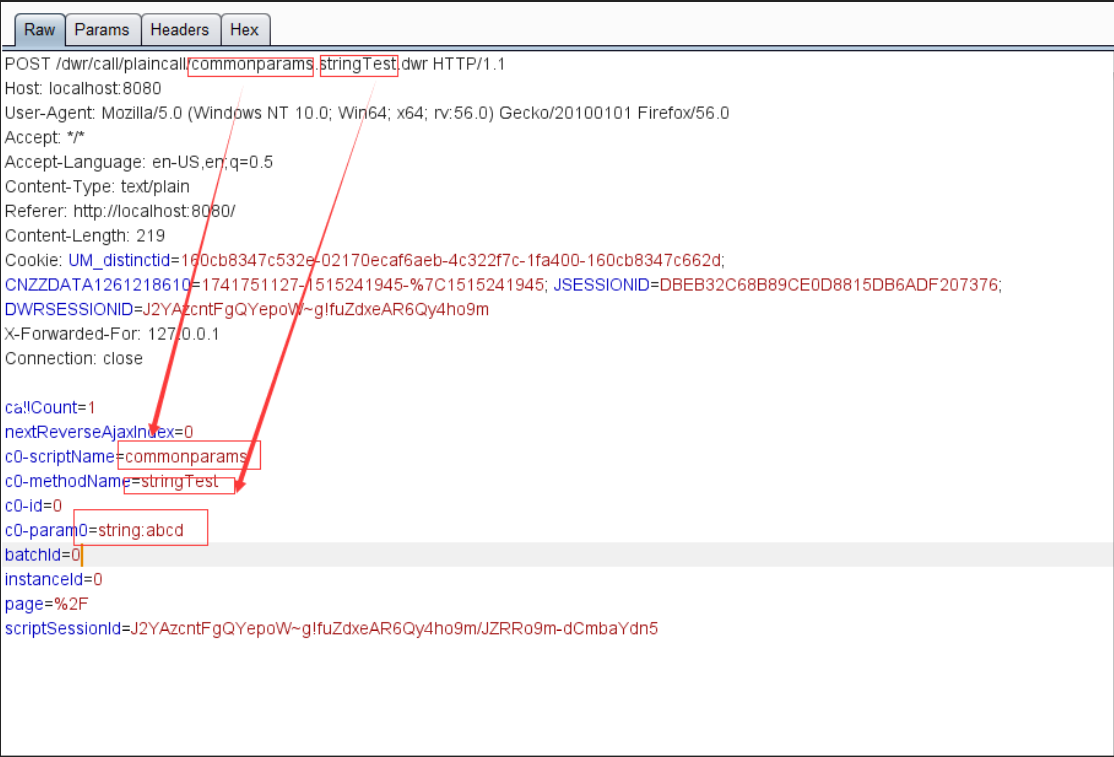 Raw Params Headers Hex
POST /dwr/call/plaincall/commonparams.stringTest.dwr HTTP/1.1
Host: localhost:8080
User-Agent: Mozilla/5.0 (Windows NT 10.0; Win64; x64; rv:56.0) Gecko/20100101 Firefox/56.0
Accept: */*
Accept-Language: en-US,en;q=0.5
Content-Type: text/plain
Referer: http://localhost:8080/
Content-Length: 219
Cookie: UM_distinctid=160cb8347c532e-02170ecaf6aeb-4c322f7c-1fa400-160cb8347c662d;
CNZZDATA1261218610=1741751127-1515241945-%7C1515241945; JSESSIONID=DBEB32C68B89CE0D8815DB6ADF207376;
DWRSESSIONID=J2YAzcntFgQYepoW~g!fuZdxeAR6Qy4ho9m
X-Forwarded-For: 127.0.0.1
Connection: close
callCount=1
nextReverseAjaxIndex=0
c0-scriptName=commonparams
c0-methodName=stringTest
c0-id=0
c0-param0=string:abcd
batchId=0
instanceId=0
page=%2F
scriptSessionId=J2YAzcntFgQYepoW~g!fuZdxeAR6Qy4ho9m/JZRRo9m-dCmbaYdn5